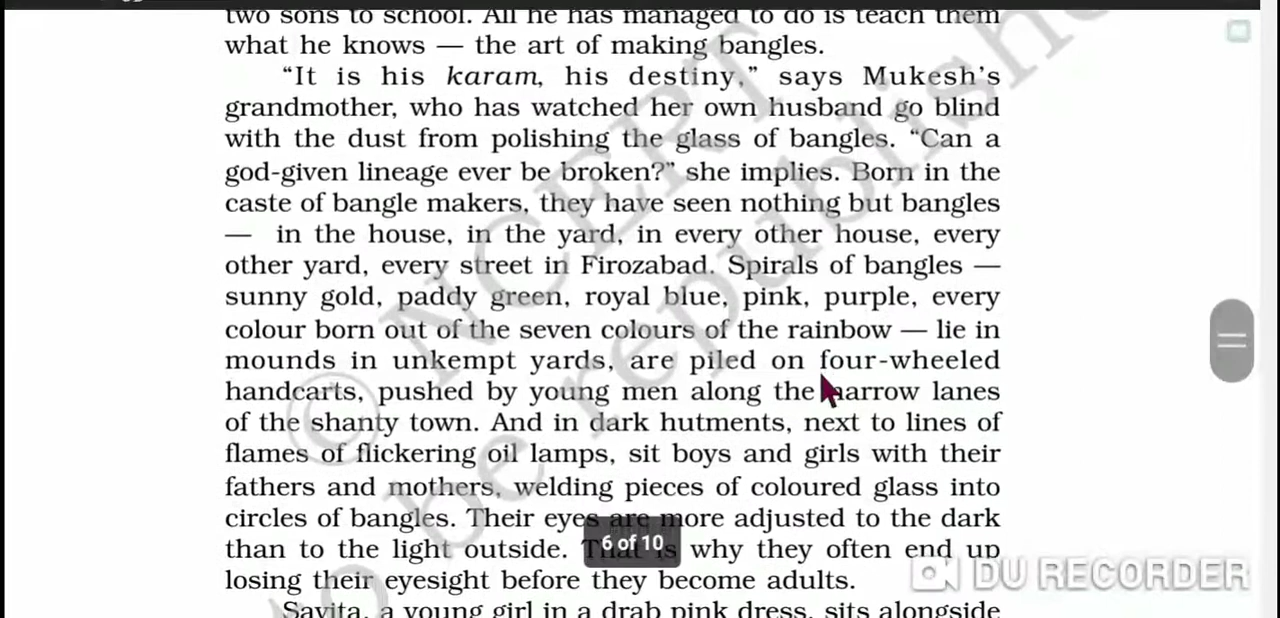 two sons to school. All he has managed to do is teach them
what he knows — the art of making bangles.
“It is his karam, his destiny,” says Mukesh’s
grandmother, who has watched her own husband go blind
with the dust from polishing the glass of bangles. “Can a
god-given lineage ever be broken?” she implies. Born in the
caste of bangle makers, they have seen nothing but bangles
— in the house, in the yard, in every other house, every
other yard, every street in Firozabad. Spirals of bangles —
sunny gold, paddy green, royal blue, pink, purple, every
colour born out of the seven colours of the rainbow — lie in
mounds in unkempt yards, are piled on four-wheeled
handcarts, pushed by young men along the narrow lanes
of the shanty town. And in dark hutments, next to lines of
flames of flickering oil lamps, sit boys and girls with their
fathers and mothers, welding pieces of coloured glass into
circles of bangles. Their eyes are more adjusted to the dark
than to the light outside. That is why they often end up
losing their eyesight before they become adults.
Savita, a young girl in a drab pink dress, sits alongside
6 of 10
DU RECORDER
© NCERT
be republished